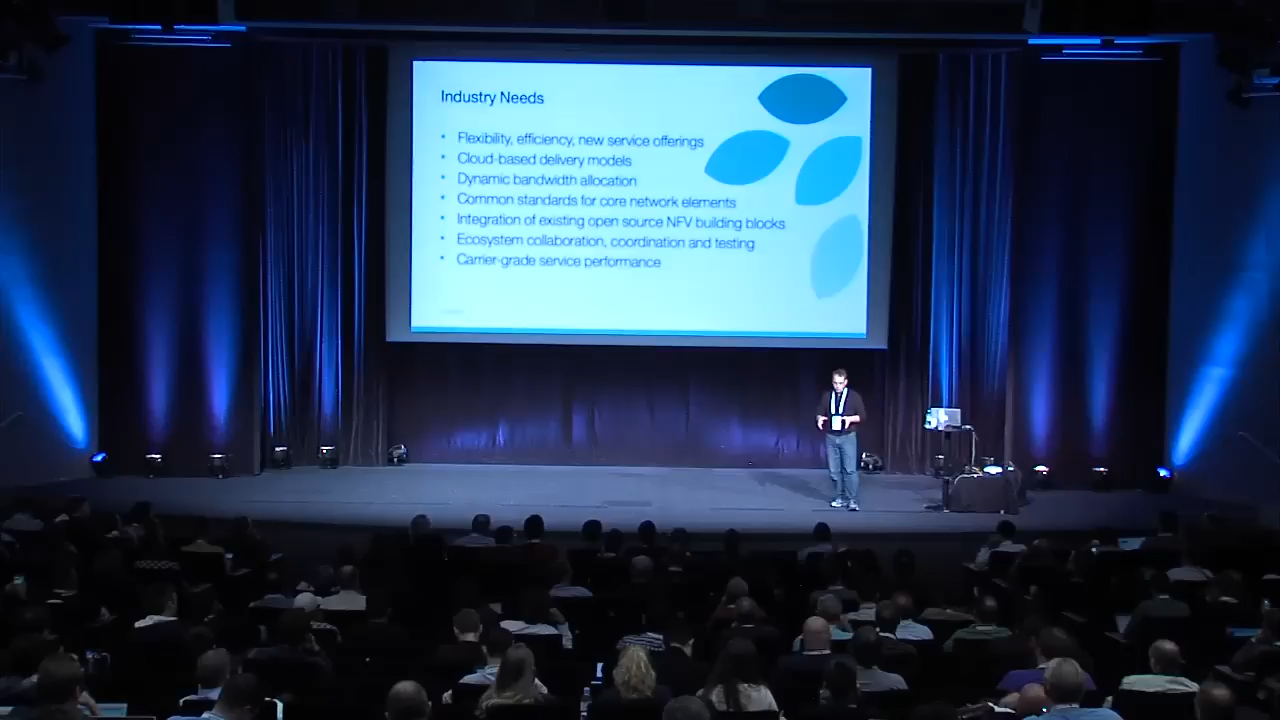 Industry Needs
• Flexibility, efficiency, new service offerings
• Cloud-based delivery models
• Dynamic bandwidth allocation
• Common standards for core network elements
• Integration of existing open source NFV building blocks
• Ecosystem collaboration, coordination and testing
• Carrier-grade service performance